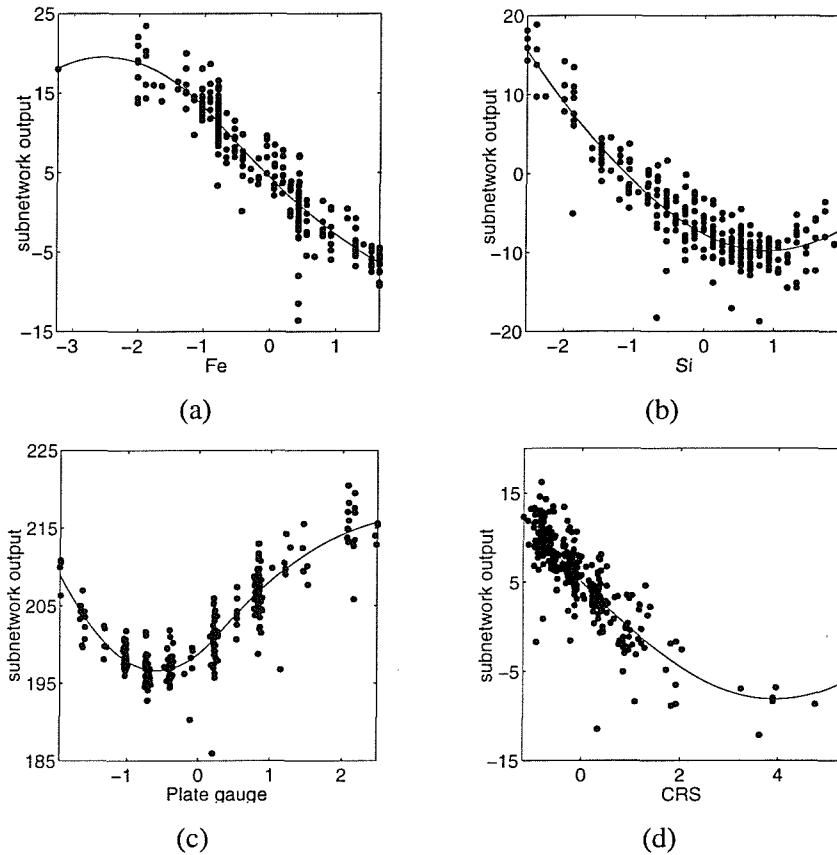 25
15
5
−5
−15
subnetwork output
−3 −2 −1 0 1
Fe
(a)
20
10
0
−10
−20
subnetwork output
−2 −1 0 1
Si
(b)
225
215
205
195
185
subnetwork output
−1 0 1 2
Plate gauge
(c)
15
5
−5
−15
subnetwork output
0 2 4
CRS
(d)